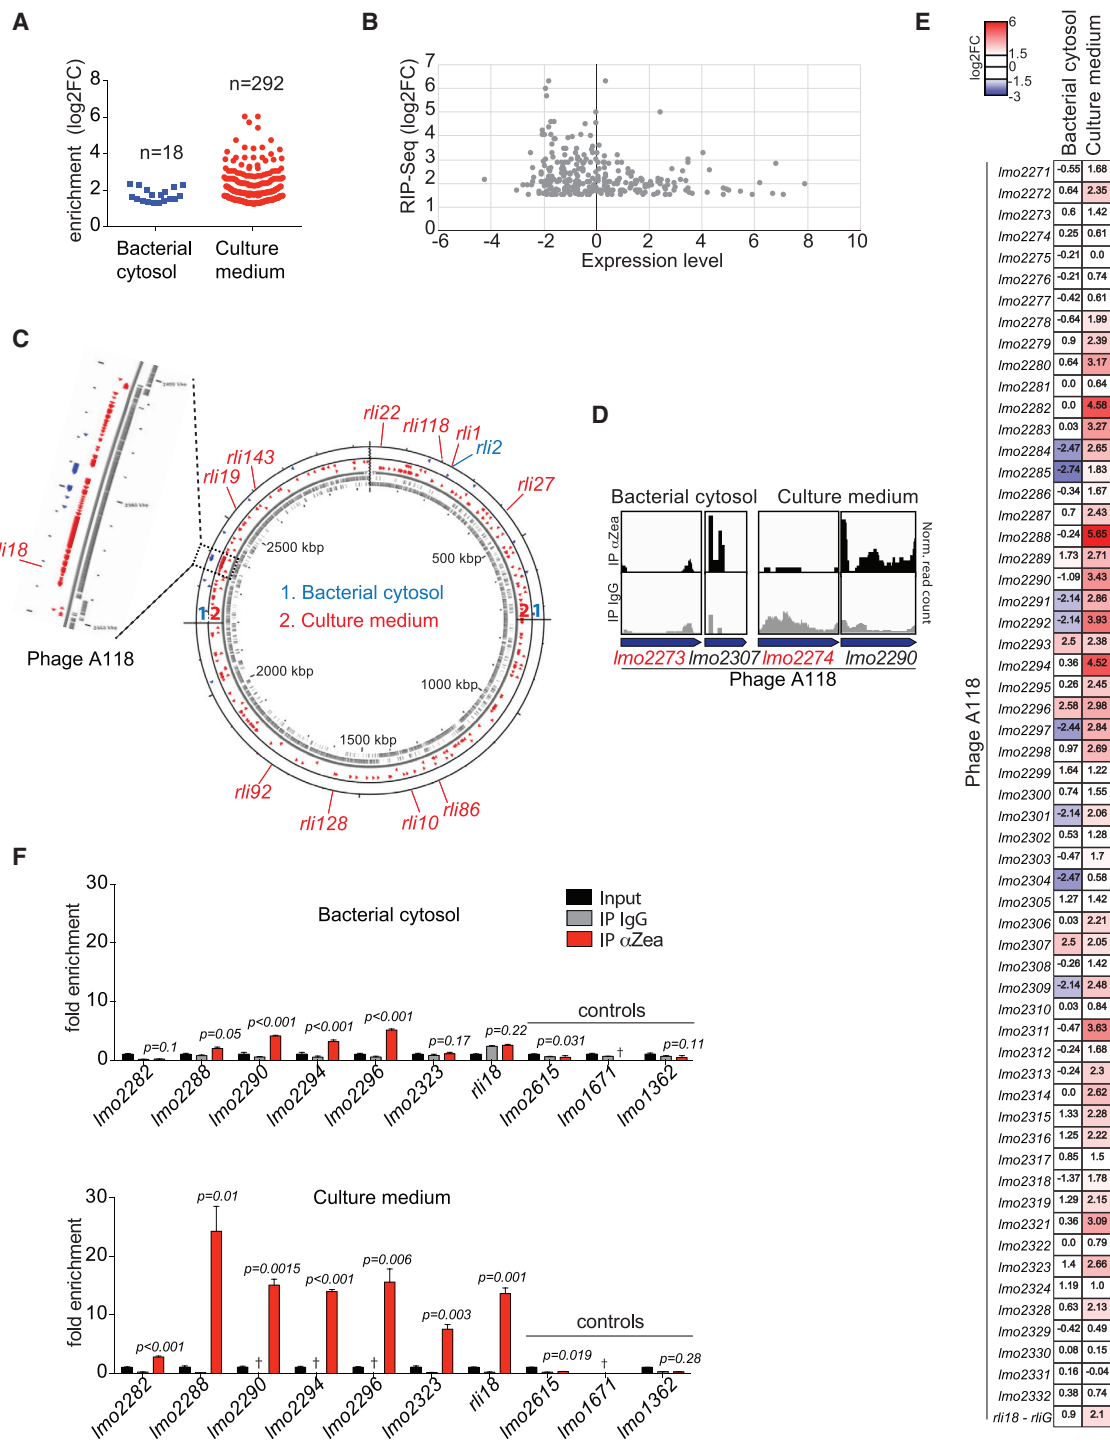 A
enrichment (log2FC)
8
6
4
2
0
n=292
n=18
Bacterial cytosol
Culture medium
B
RIP-Seq (log2FC)
7
6
5
4
3
2
1
0
-6 -4 -2 0 2 4 6 8 10
Expression level
C
rli18
Phage A118
rli22
rli118
rli1
rli2
rli27
rli143
rli19
2500 kbp
500 kbp
1. Bacterial cytosol
2. Culture medium
1 2
2 1
2000 kbp
1000 kbp
1500 kbp
rli92
rli128
rli10
rli86
D
Bacterial cytosol Culture medium
IP αZea
IP IgG
Norm. read count
lmo2273 lmo2307 lmo2274 lmo2290
Phage A118
E
log2FC
6
1.5
0
-1.5
-3
Bacterial cytosol
Culture medium
Phage A118
lmo2271 -0.55 1.68
lmo2272 0.64 2.35
lmo2273 0.6 1.42
lmo2274 0.25 0.61
lmo2275 -0.21 0.0
lmo2276 -0.21 0.74
lmo2277 -0.42 0.61
lmo2278 -0.64 1.99
lmo2279 0.9 2.39
lmo2280 0.64 3.17
lmo2281 0.0 0.64
lmo2282 0.0 4.58
lmo2283 0.03 3.27
lmo2284 -2.47 2.65
lmo2285 -2.74 1.83
lmo2286 -0.34 1.67
lmo2287 0.7 2.43
lmo2288 -0.24 5.65
lmo2289 1.73 2.71
lmo2290 -1.09 3.43
lmo2291 -2.14 2.86
lmo2292 -2.14 3.93
lmo2293 2.5 2.38
lmo2294 0.36 4.52
lmo2295 0.26 2.45
lmo2296 2.58 2.98
lmo2297 -2.44 2.84
lmo2298 0.97 2.69
lmo2299 1.64 1.22
lmo2300 0.74 1.55
lmo2301 -2.14 2.06
lmo2302 0.53 1.28
lmo2303 -0.47 1.7
lmo2304 -2.47 0.58
lmo2305 1.27 1.42
lmo2306 0.03 2.21
lmo2307 2.5 2.05
lmo2308 -0.26 1.42
lmo2309 -2.14 2.48
lmo2310 0.03 0.84
lmo2311 -0.47 3.63
lmo2312 -0.24 1.68
lmo2313 -0.24 2.3
lmo2314 0.0 2.62
lmo2315 1.33 2.28
lmo2316 1.25 2.22
lmo2317 0.85 1.5
lmo2318 -1.37 1.78
lmo2319 1.29 2.15
lmo2321 0.36 3.09
lmo2322 0.0 0.79
lmo2323 1.4 2.66
lmo2324 1.19 1.0
lmo2328 0.63 2.13
lmo2329 -0.42 0.49
lmo2330 0.08 0.15
lmo2331 0.16 -0.04
lmo2332 0.38 0.74
rli18 - rliG 0.9 2.1
F
fold enrichment
30
20
10
0
Bacterial cytosol
Input
IP IgG
IP αZea
controls
p=0.1 p=0.05 p<0.001 p<0.001 p<0.001 p=0.17 p=0.22 p=0.031 † p=0.11
lmo2282 lmo2288 lmo2290 lmo2294 lmo2296 lmo2323 rli18 lmo2615 lmo1671 lmo1362
fold enrichment
30
20
10
0
Culture medium
controls
p<0.001 p=0.01 p=0.0015 p<0.001 p=0.006 p=0.003 p=0.001 p=0.019 p=0.28
† † † †
lmo2282 lmo2288 lmo2290 lmo2294 lmo2296 lmo2323 rli18 lmo2615 lmo1671 lmo1362